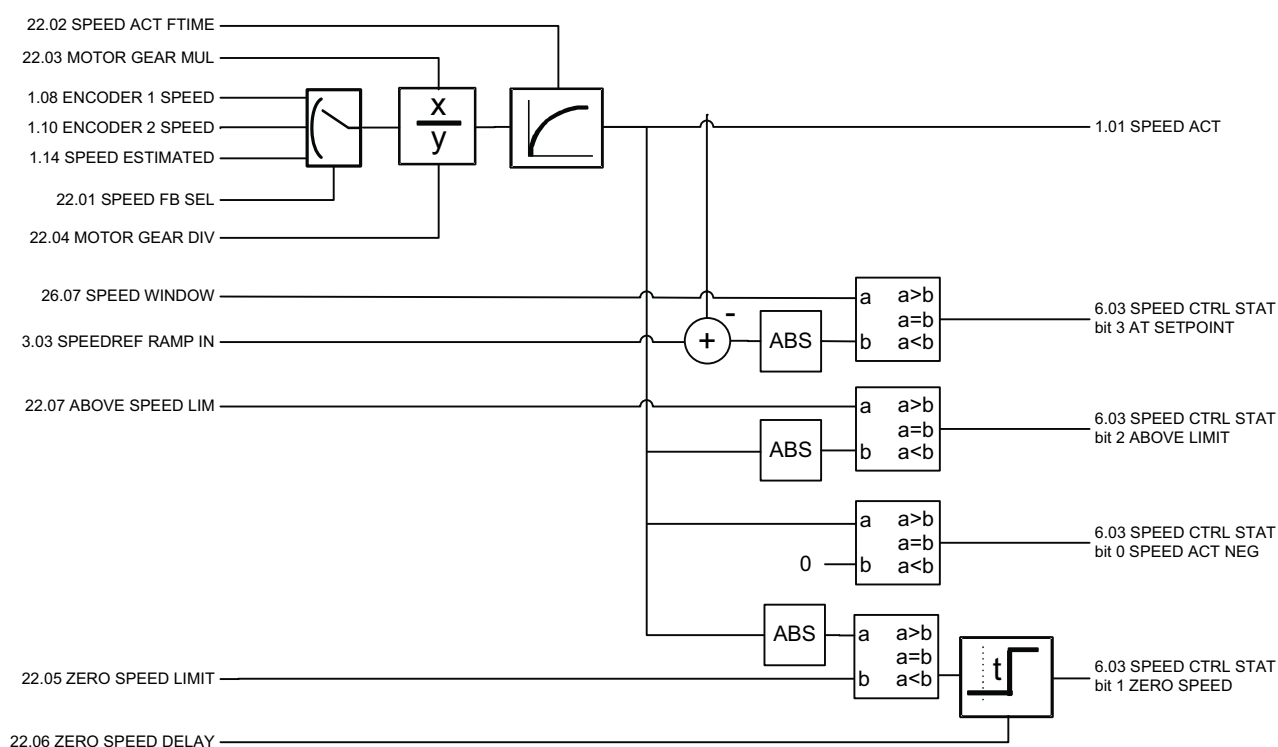 22.02 SPEED ACT FTIME
22.03 MOTOR GEAR MUL
1.08 ENCODER 1 SPEED
1.10 ENCODER 2 SPEED
1.14 SPEED ESTIMATED
22.01 SPEED FB SEL
22.04 MOTOR GEAR DIV
x
y
1.01 SPEED ACT
26.07 SPEED WINDOW
3.03 SPEEDREF RAMP IN
-
+
ABS
a a>b
a=b
b a<b
6.03 SPEED CTRL STAT
bit 3 AT SETPOINT
22.07 ABOVE SPEED LIM
ABS
a a>b
a=b
b a<b
6.03 SPEED CTRL STAT
bit 2 ABOVE LIMIT
0
a a>b
a=b
b a<b
6.03 SPEED CTRL STAT
bit 0 SPEED ACT NEG
ABS
a a>b
a=b
b a<b
t
6.03 SPEED CTRL STAT
bit 1 ZERO SPEED
22.05 ZERO SPEED LIMIT
22.06 ZERO SPEED DELAY